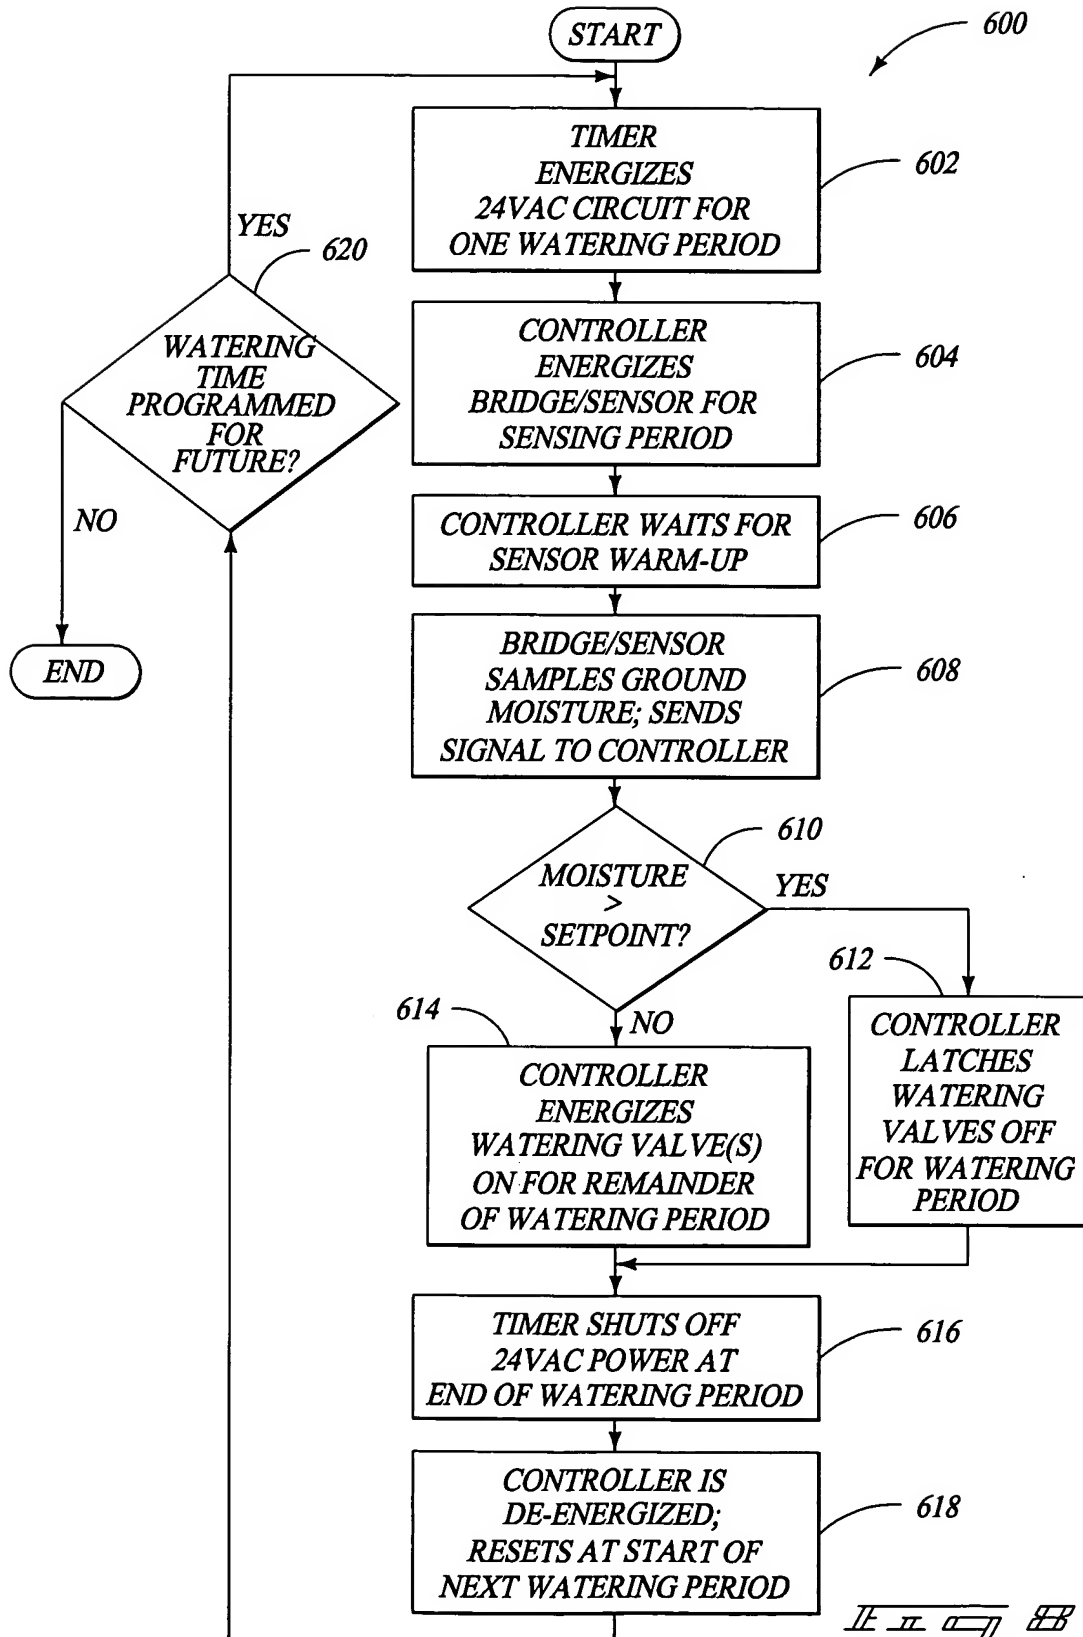 START
600
TIMER
ENERGIZES
24VAC CIRCUIT FOR
ONE WATERING PERIOD
602
YES
620
WATERING
TIME
PROGRAMMED
FOR
FUTURE?
NO
END
CONTROLLER
ENERGIZES
BRIDGE/SENSOR FOR
SENSING PERIOD
604
CONTROLLER WAITS FOR
SENSOR WARM-UP
606
BRIDGE/SENSOR
SAMPLES GROUND
MOISTURE; SENDS
SIGNAL TO CONTROLLER
608
610
MOISTURE
>
SETPOINT?
YES
612
CONTROLLER
LATCHES
WATERING
VALVES OFF
FOR WATERING
PERIOD
614
NO
CONTROLLER
ENERGIZES
WATERING VALVE(S)
ON FOR REMAINDER
OF WATERING PERIOD
TIMER SHUTS OFF
24VAC POWER AT
END OF WATERING PERIOD
616
CONTROLLER IS
DE-ENERGIZED;
RESETS AT START OF
NEXT WATERING PERIOD
618
Fig 8